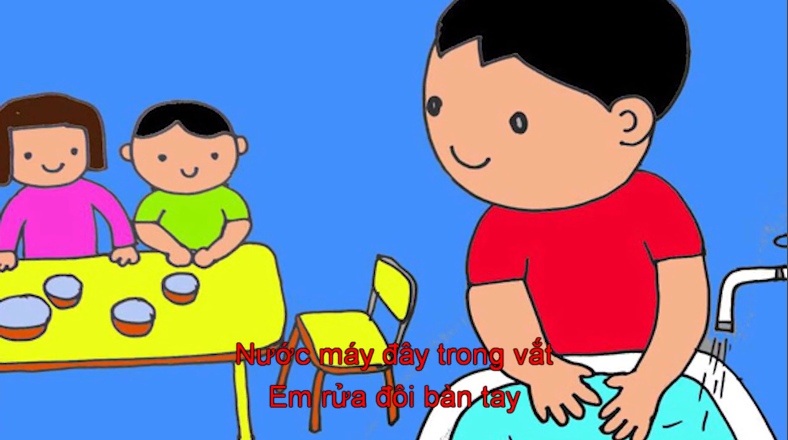 Nước máy đây trong vắt
Em rửa đôi bàn tay